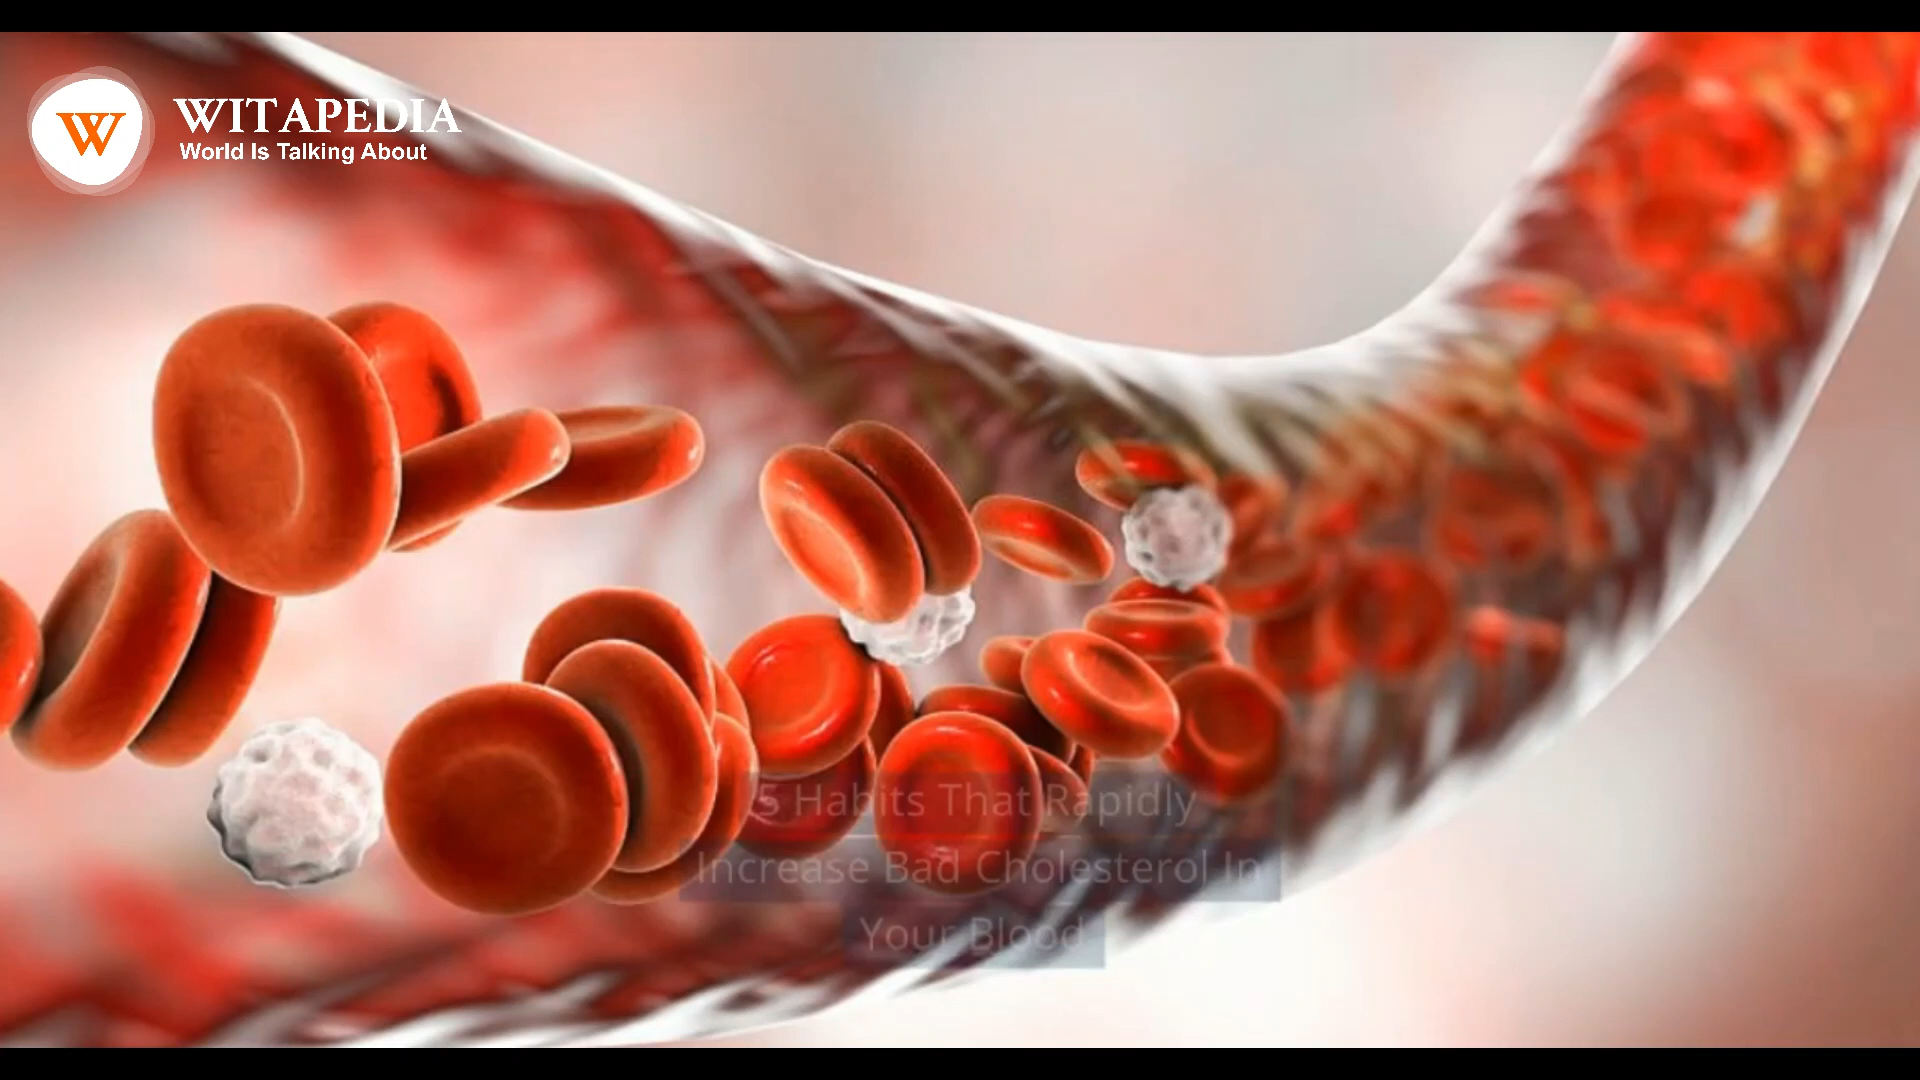 W
WITAPEDIA
World Is Talking About
5 Habits That Rapidly
Increase Bad Cholesterol In
Your Blood